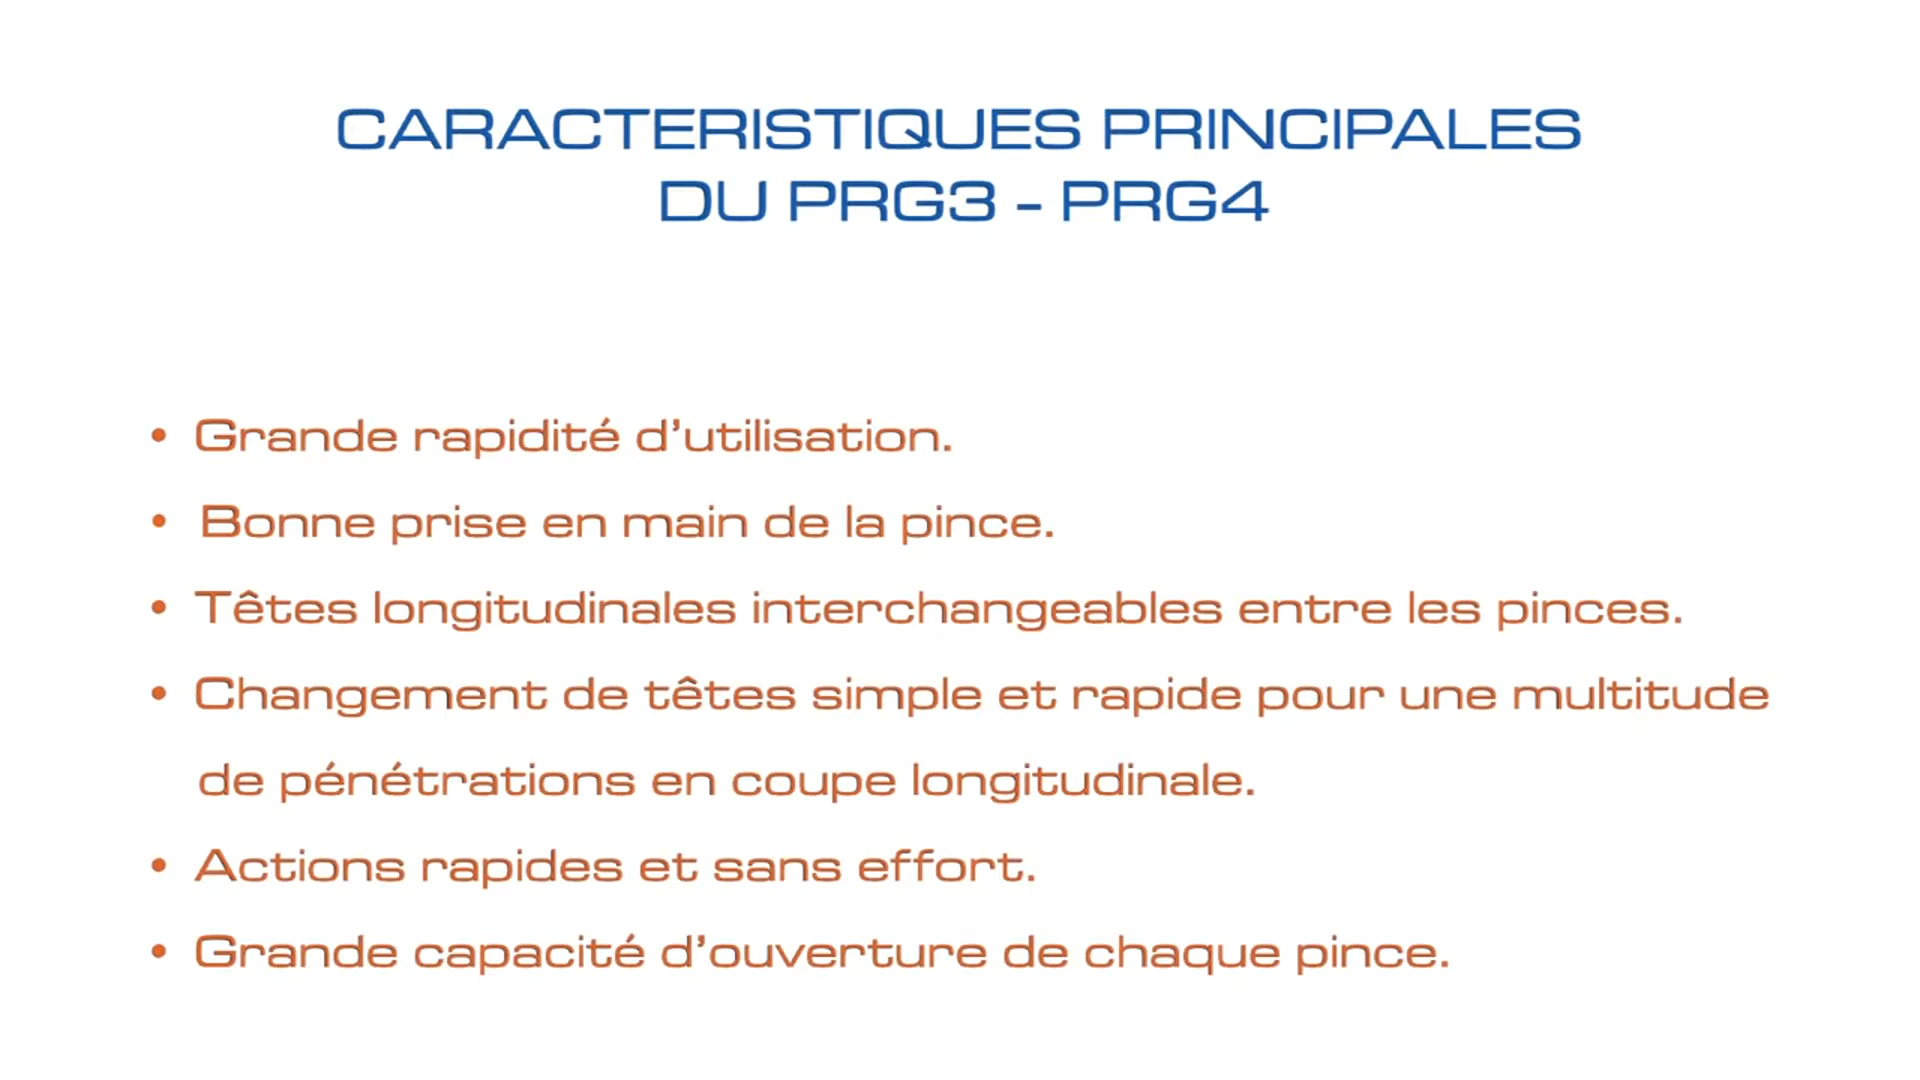 CARACTERISTIQUES PRINCIPALES
DU PRG3 - PRG4
• Grande rapidité d’utilisation.
• Bonne prise en main de la pince.
• Têtes longitudinales interchangeables entre les pinces.
• Changement de têtes simple et rapide pour une multitude
de pénétrations en coupe longitudinale.
• Actions rapides et sans effort.
• Grande capacité d’ouverture de chaque pince.